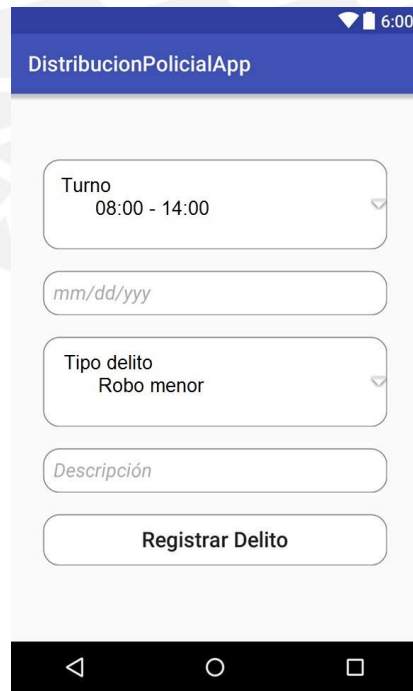 6:00
DistribucionPolicialApp
Turno
08:00 - 14:00
mm/dd/yyy
Tipo delito
Robo menor
Descripción
Registrar Delito